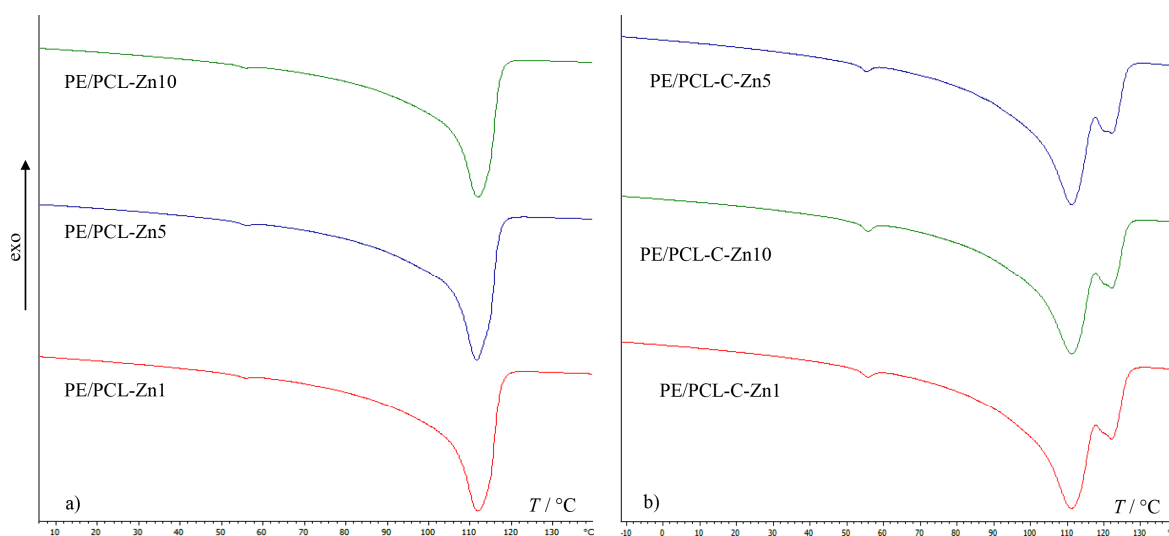 PE/PCL-Zn10
PE/PCL-Zn5
PE/PCL-Zn1
exo
a)
T / °C
10 20 30 40 50 60 70 80 90 100 110 120 130 °C
PE/PCL-C-Zn5
PE/PCL-C-Zn10
PE/PCL-C-Zn1
b)
T / °C
-10 0 10 20 30 40 50 60 70 80 90 100 110 120 130